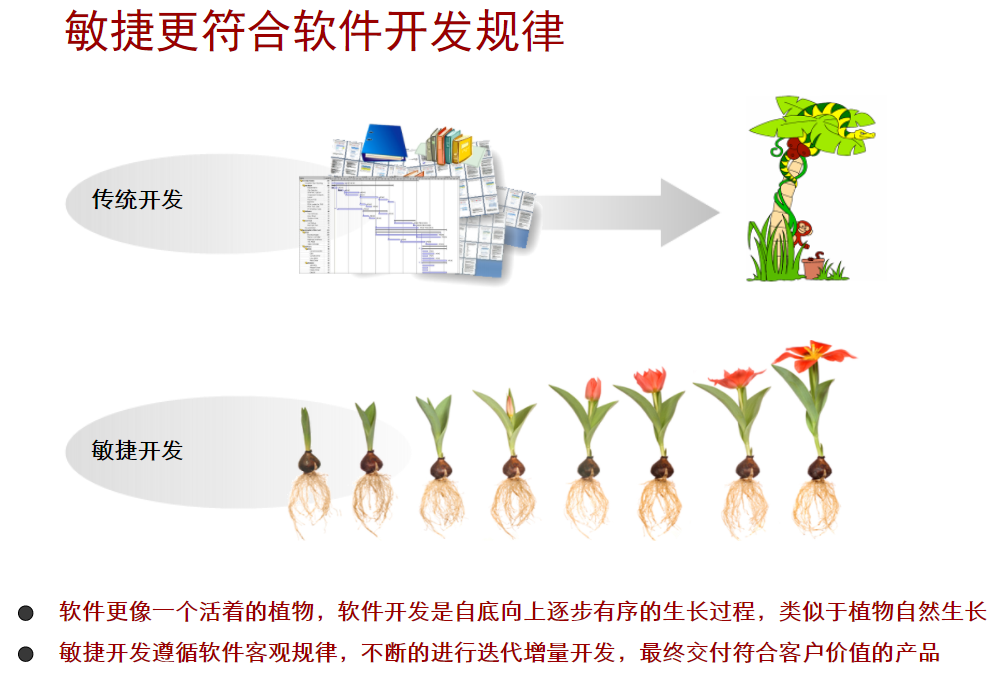 敏捷更符合软件开发规律
传统开发
敏捷开发
软件更像一个活着的植物，软件开发是自底向上逐步有序的生长过程，类似于植物自然生长
敏捷开发遵循软件客观规律，不断的进行迭代增量开发，最终交付符合客户价值的产品